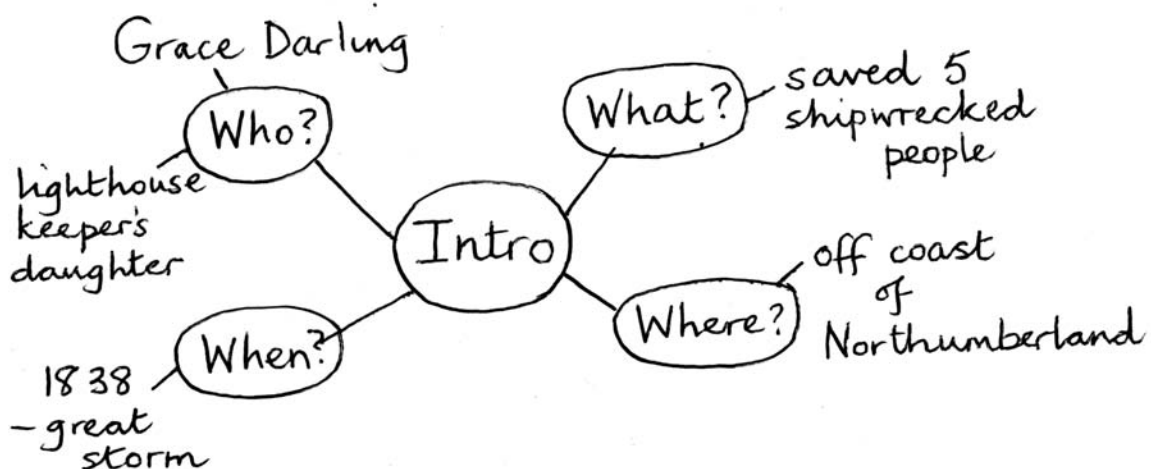 Grace Darling
Who?
lighthouse
keeper's
daughter
What?
saved 5
shipwrecked
people
Intro
When?
1838
- great
storm
Where?
off coast
of
Northumberland